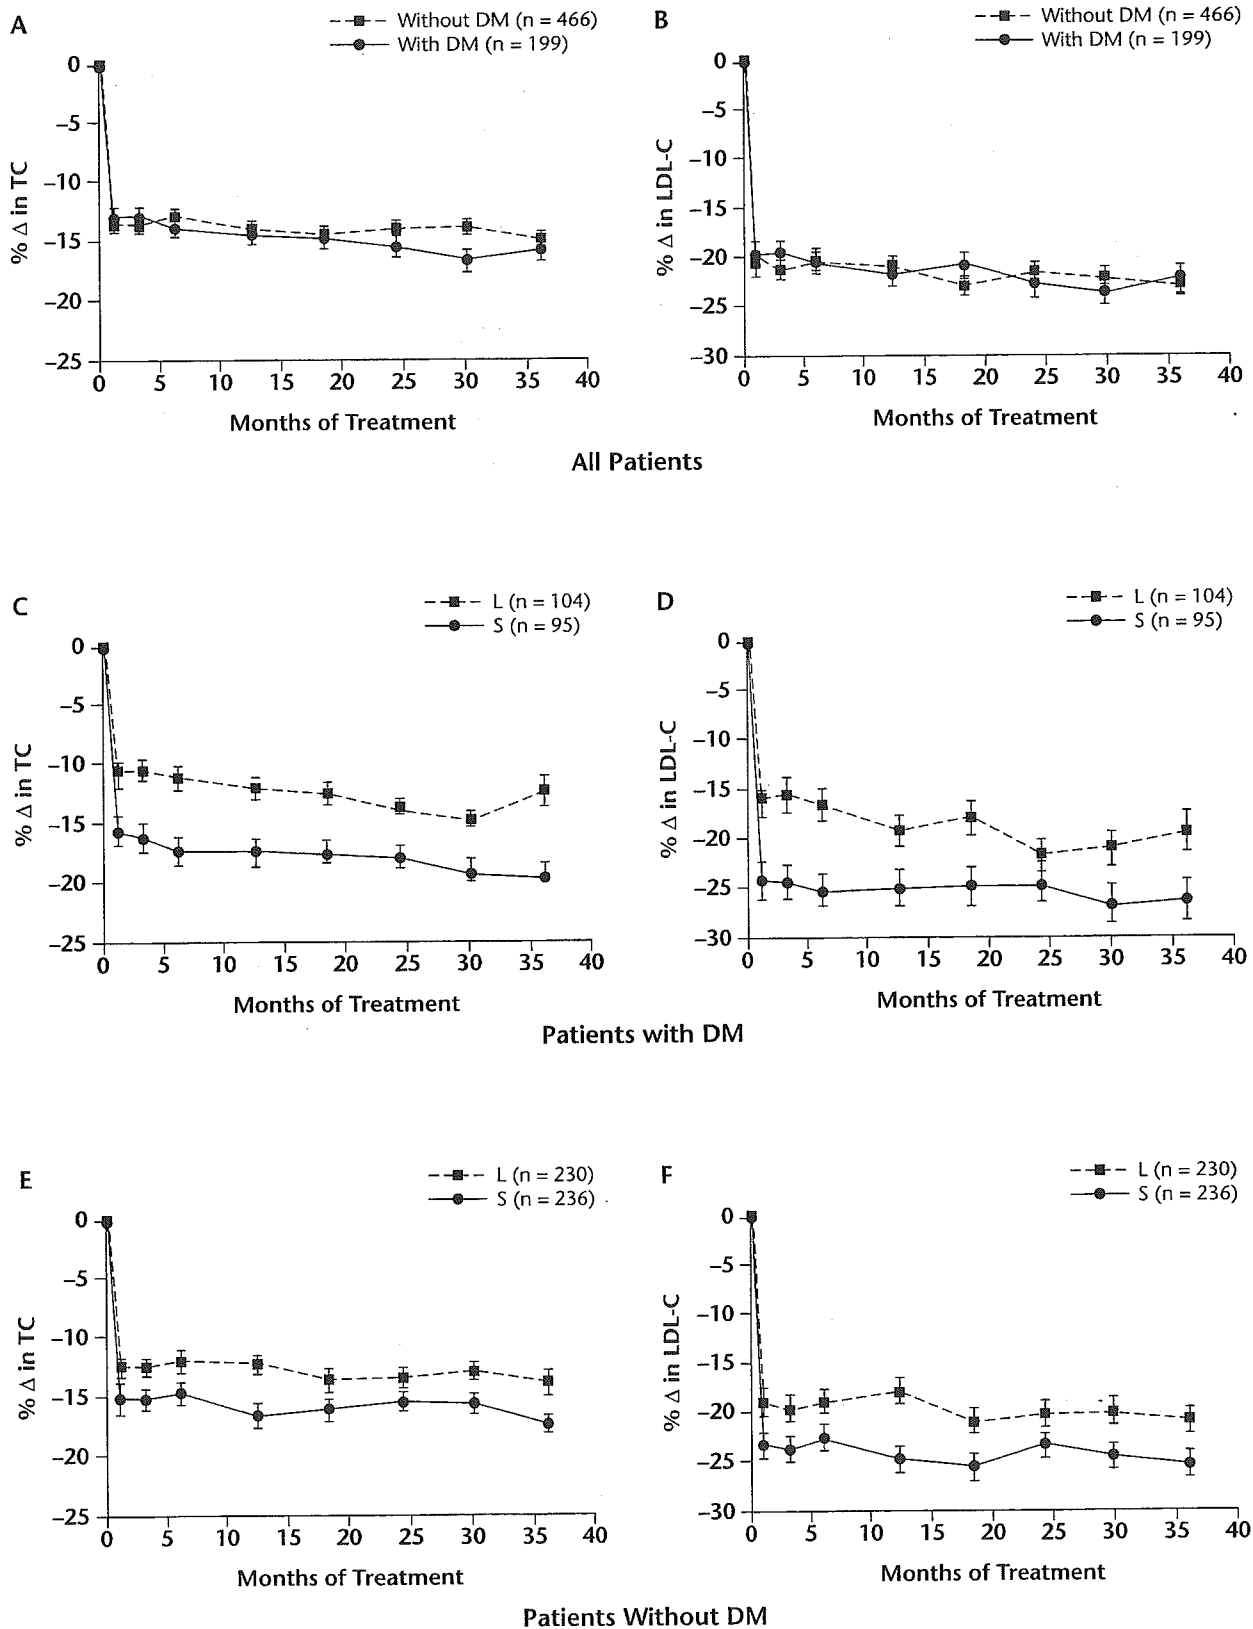 A
Without DM (n = 466)
With DM (n = 199)
0
–5
–10
–15
–20
–25
% Δ in TC
0 5 10 15 20 25 30 35 40
Months of Treatment
B
Without DM (n = 466)
With DM (n = 199)
0
–5
–10
–15
–20
–25
–30
% Δ in LDL-C
0 5 10 15 20 25 30 35 40
Months of Treatment
All Patients
C
L (n = 104)
S (n = 95)
0
–5
–10
–15
–20
–25
% Δ in TC
0 5 10 15 20 25 30 35 40
Months of Treatment
D
L (n = 104)
S (n = 95)
0
–5
–10
–15
–20
–25
–30
% Δ in LDL-C
0 5 10 15 20 25 30 35 40
Months of Treatment
Patients with DM
E
L (n = 230)
S (n = 236)
0
–5
–10
–15
–20
–25
% Δ in TC
0 5 10 15 20 25 30 35 40
Months of Treatment
F
L (n = 230)
S (n = 236)
0
–5
–10
–15
–20
–25
–30
% Δ in LDL-C
0 5 10 15 20 25 30 35 40
Months of Treatment
Patients Without DM